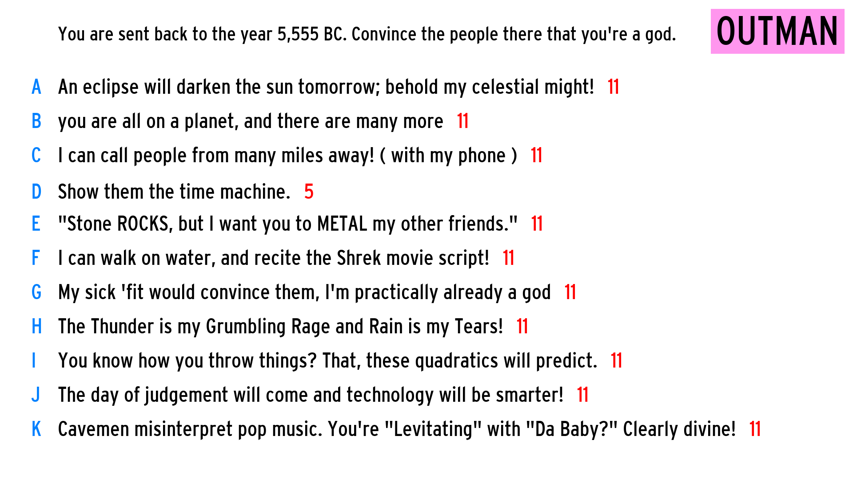 You are sent back to the year 5,555 BC. Convince the people there that you're a god.
OUTMAN
A An eclipse will darken the sun tomorrow; behold my celestial might! 11
B you are all on a planet, and there are many more 11
C I can call people from many miles away! ( with my phone ) 11
D Show them the time machine. 5
E "Stone ROCKS, but I want you to METAL my other friends." 11
F I can walk on water, and recite the Shrek movie script! 11
G My sick 'fit would convince them, I'm practically already a god 11
H The Thunder is my Grumbling Rage and Rain is my Tears! 11
I You know how you throw things? That, these quadratics will predict. 11
J The day of judgement will come and technology will be smarter! 11
K Cavemen misinterpret pop music. You're "Levitating" with "Da Baby?" Clearly divine! 11